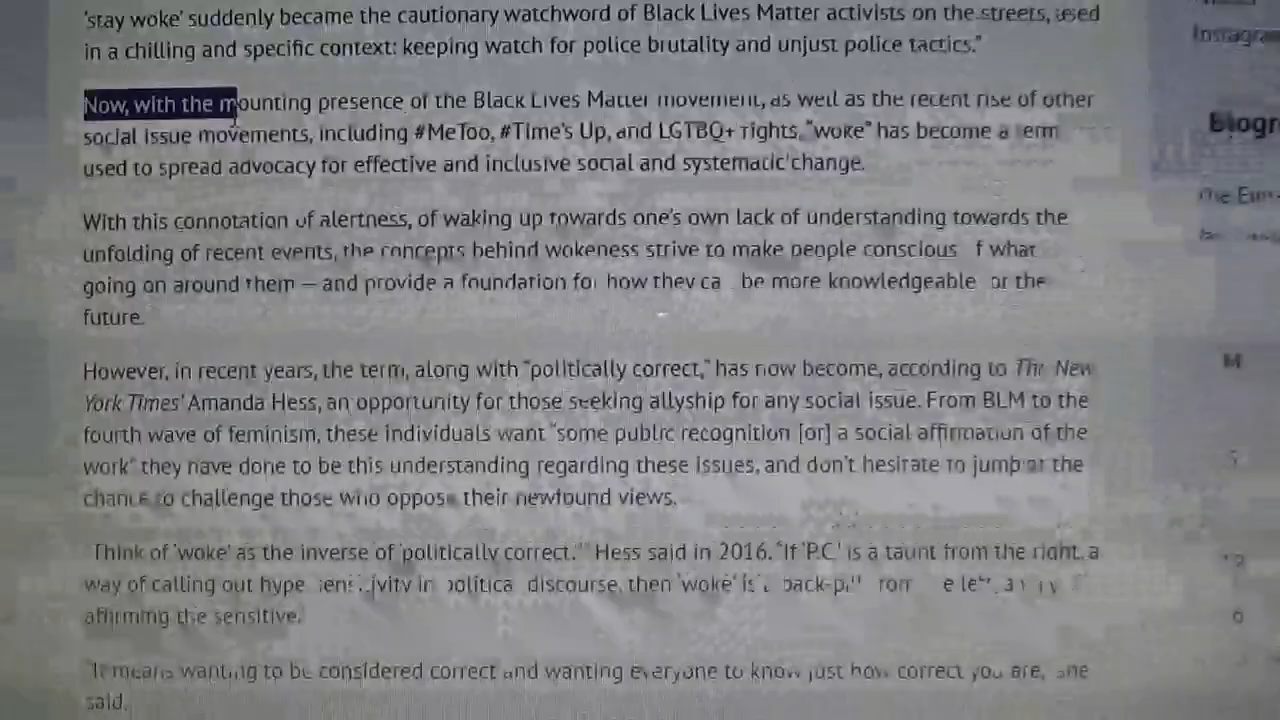 'stay woke' suddenly became the cautionary watchword of Black Lives Matter activists on the streets, used
in a chilling and specific context: keeping watch for police brutality and unjust police tactics."
Now, with the mounting presence of the Black Lives Matter movement, as well as the recent rise of other
social issue movements, including #MeToo, #Time's Up, and LGTBQ+ rights, "woke" has become a term
used to spread advocacy for effective and inclusive social and systematic change.
With this connotation of alertness, of waking up towards one's own lack of understanding towards the
unfolding of recent events, the concepts behind wokeness strive to make people conscious of what
going on around them — and provide a foundation for how they can be more knowledgeable for the
future.
However, in recent years, the term, along with "politically correct," has now become, according to The New
York Times' Amanda Hess, an opportunity for those seeking allyship for any social issue. From BLM to the
fourth wave of feminism, these individuals want "some public recognition [or] a social affirmation of the
work" they have done to be this understanding regarding these issues, and don't hesitate to jump at the
chance to challenge those who oppose their newfound views.
Think of 'woke' as the inverse of 'politically correct.'" Hess said in 2016. "If 'P.C.' is a taunt from the right, a
way of calling out discourse, then 'woke' is
affirming the sensitive.
"It means wanting to be considered correct and wanting everyone to know just how correct you are, she
said.
Instagram
Biogr
The